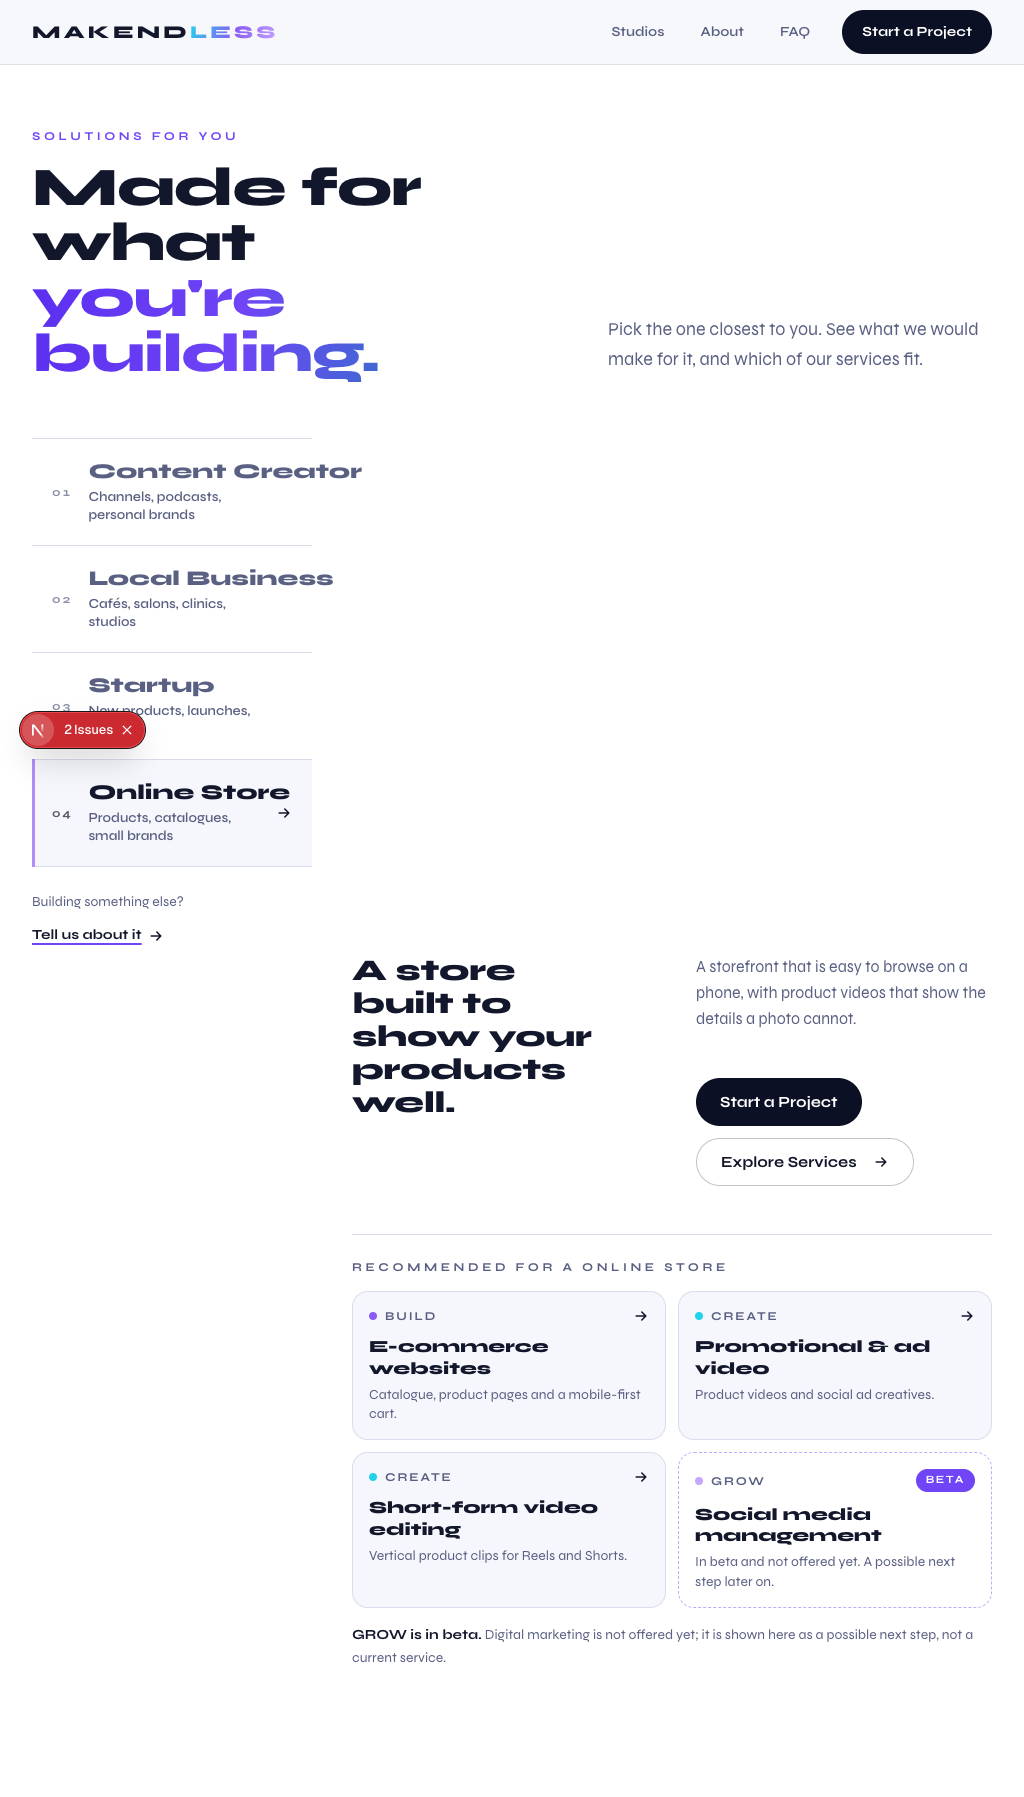 MAKENDLESS
Studios
About
FAQ
Start a Project
SOLUTIONS FOR YOU
Made for
what
you're
building.
Pick the one closest to you. See what we would
make for it, and which of our services fit.
01
Content Creator
Channels, podcasts,
personal brands
02
Local Business
Cafés, salons, clinics,
studios
03
Startup
New products, launches,
2 Issues
04
Online Store
Products, catalogues,
small brands
Building something else?
Tell us about it
A store
built to
show your
products
well.
A storefront that is easy to browse on a
phone, with product videos that show the
details a photo cannot.
Start a Project
Explore Services
RECOMMENDED FOR A ONLINE STORE
BUILD
E-commerce
websites
Catalogue, product pages and a mobile-first
cart.
CREATE
Promotional & ad
video
Product videos and social ad creatives.
CREATE
Short-form video
editing
Vertical product clips for Reels and Shorts.
GROW
BETA
Social media
management
In beta and not offered yet. A possible next
step later on.
GROW is in beta. Digital marketing is not offered yet; it is shown here as a possible next step, not a
current service.